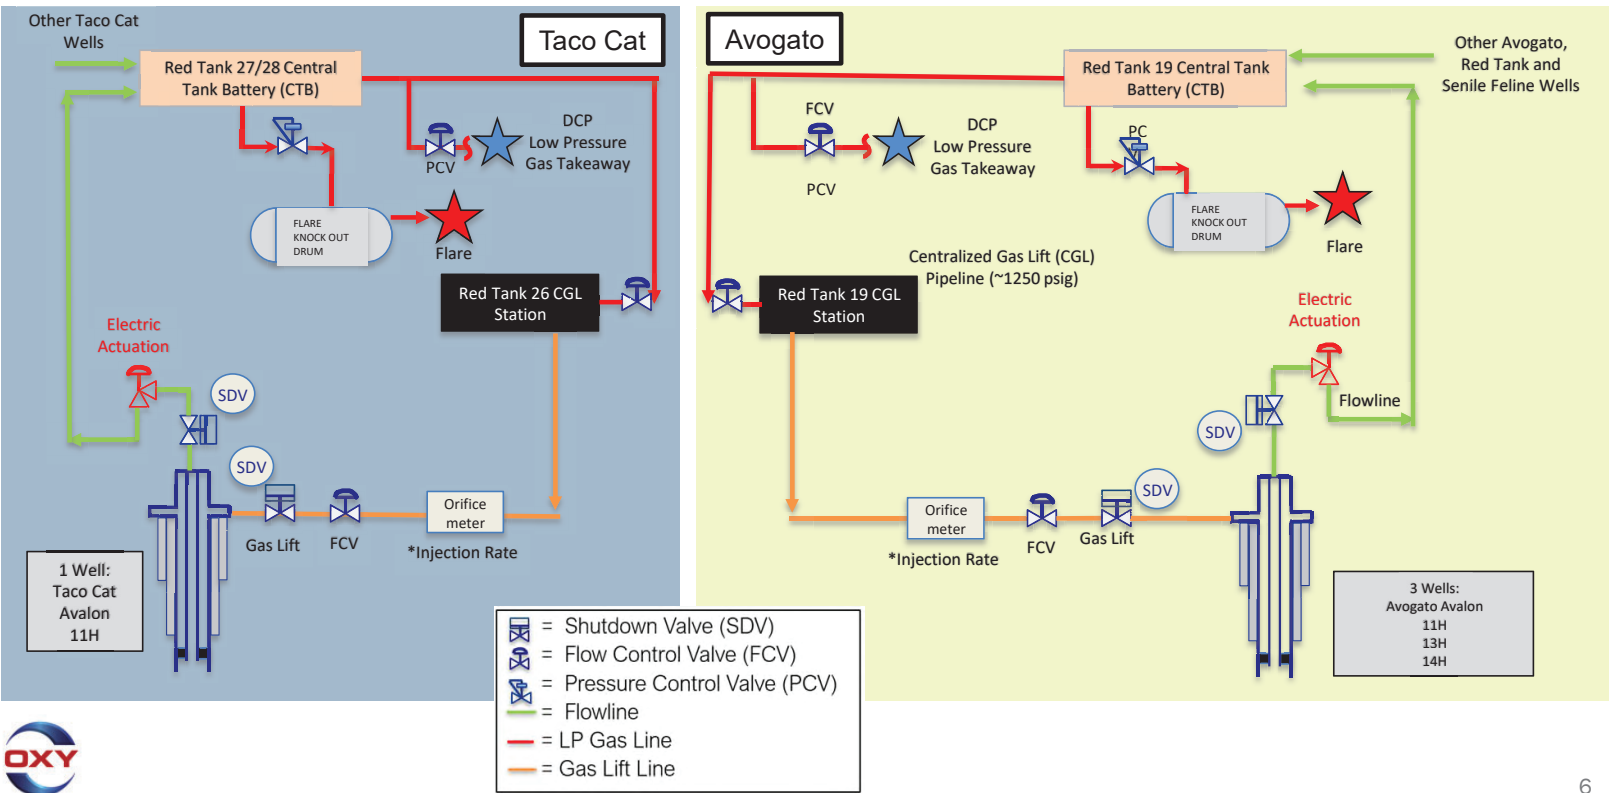 Other Taco Cat
Wells
Taco Cat
Red Tank 27/28 Central
Tank Battery (CTB)
DCP
Low Pressure
Gas Takeaway
PCV
FLARE
KNOCK OUT
DRUM
Flare
Red Tank 26 CGL
Station
Electric
Actuation
SDV
SDV
Gas Lift
FCV
Orifice
meter
*Injection Rate
1 Well:
Taco Cat
Avalon
11H
Avogato
Red Tank 19 Central Tank
Battery (CTB)
Other Avogato,
Red Tank and
Senile Feline Wells
FCV
PCV
DCP
Low Pressure
Gas Takeaway
PC
FLARE
KNOCK OUT
DRUM
Flare
Centralized Gas Lift (CGL)
Pipeline (~1250 psig)
Red Tank 19 CGL
Station
Electric
Actuation
Flowline
SDV
SDV
Orifice
meter
*Injection Rate
FCV
Gas Lift
3 Wells:
Avogato Avalon
11H
13H
14H
= Shutdown Valve (SDV)
= Flow Control Valve (FCV)
= Pressure Control Valve (PCV)
= Flowline
= LP Gas Line
= Gas Lift Line
OXY
6